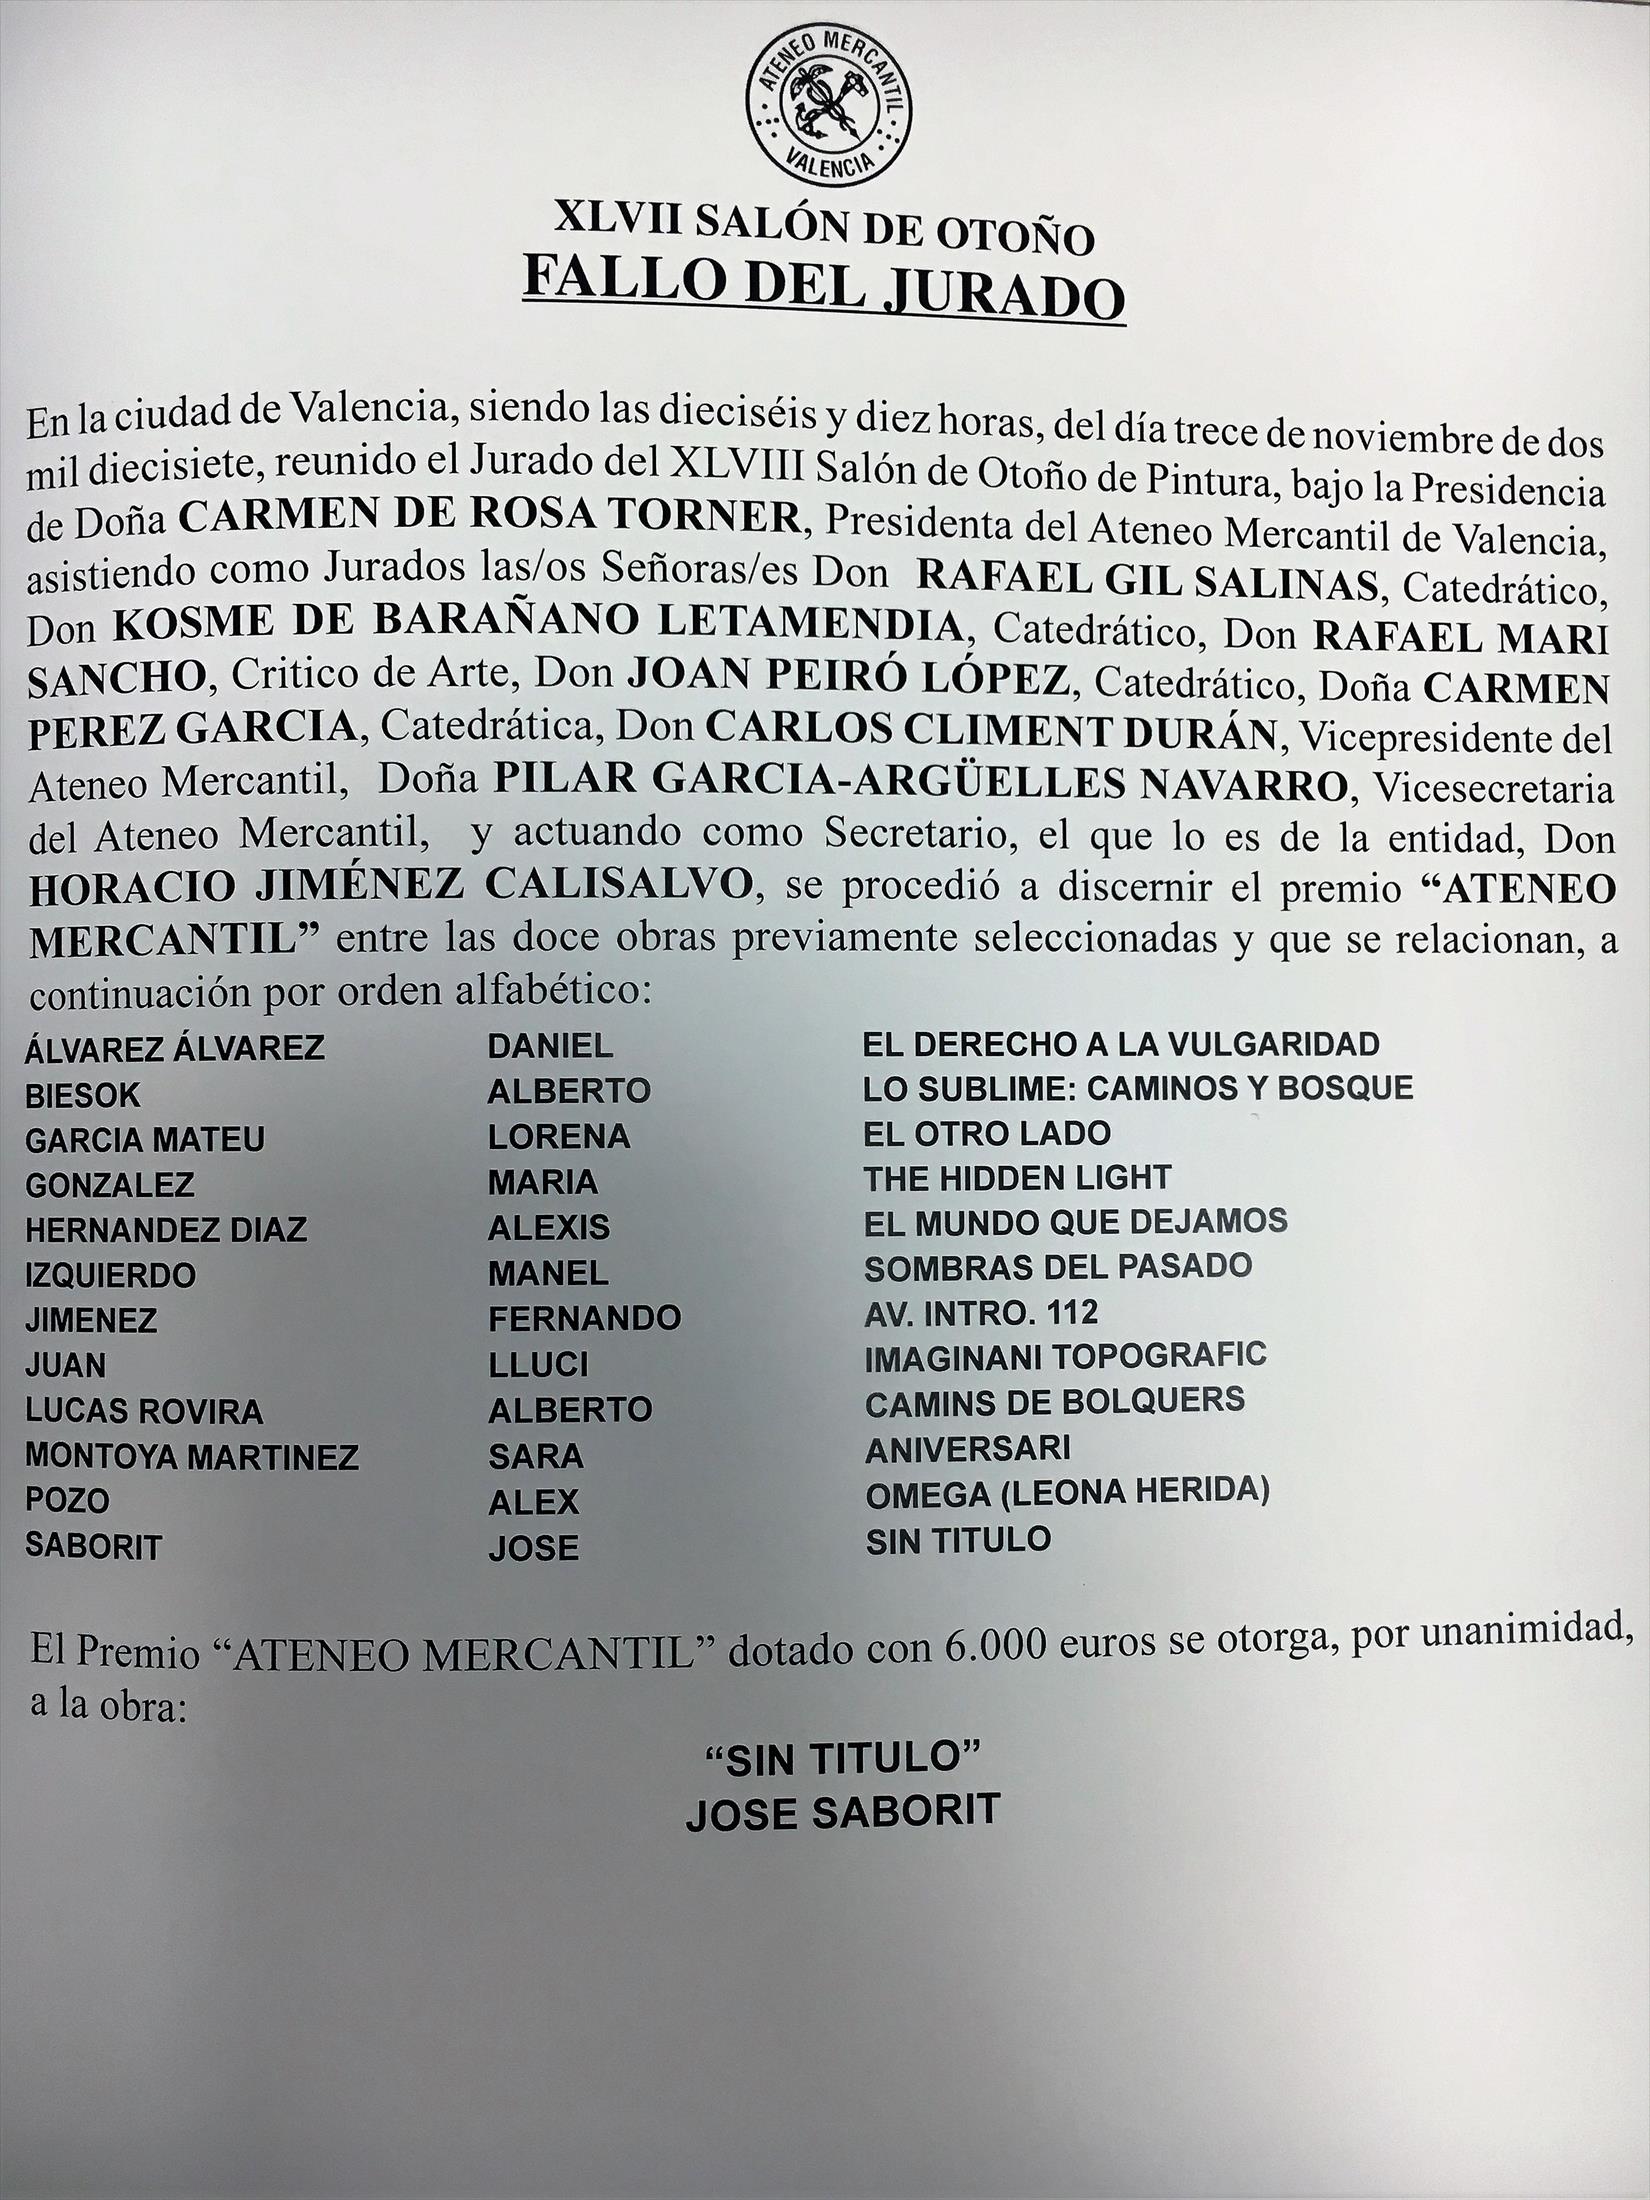 ATENEO MERCANTIL
VALENCIA
XLVII SALÓN DE OTOÑO
FALLO DEL JURADO
En la ciudad de Valencia, siendo las dieciséis y diez horas, del día trece de noviembre de dos
mil diecisiete, reunido el Jurado del XLVIII Salón de Otoño de Pintura, bajo la Presidencia
de Doña CARMEN DE ROSA TORNER, Presidenta del Ateneo Mercantil de Valencia,
asistiendo como Jurados las/os Señoras/es Don RAFAEL GIL SALINAS, Catedrático,
Don KOSME DE BARAÑANO LETAMENDIA, Catedrático, Don RAFAEL MARI
SANCHO, Critico de Arte, Don JOAN PEIRÓ LÓPEZ, Catedrático, Doña CARMEN
PEREZ GARCIA, Catedrática, Don CARLOS CLIMENT DURÁN, Vicepresidente del
Ateneo Mercantil, Doña PILAR GARCIA-ARGÜELLES NAVARRO, Vicesecretaria
del Ateneo Mercantil, y actuando como Secretario, el que lo es de la entidad, Don
HORACIO JIMÉNEZ CALISALVO, se procedió a discernir el premio “ATENEO
MERCANTIL” entre las doce obras previamente seleccionadas y que se relacionan, a
continuación por orden alfabético:
ÁLVAREZ ÁLVAREZ DANIEL EL DERECHO A LA VULGARIDAD
BIESOK ALBERTO LO SUBLIME: CAMINOS Y BOSQUE
GARCIA MATEU LORENA EL OTRO LADO
GONZALEZ MARIA THE HIDDEN LIGHT
HERNANDEZ DIAZ ALEXIS EL MUNDO QUE DEJAMOS
IZQUIERDO MANEL SOMBRAS DEL PASADO
JIMENEZ FERNANDO AV. INTRO. 112
JUAN LLUCI IMAGINANI TOPOGRAFIC
LUCAS ROVIRA ALBERTO CAMINS DE BOLQUERS
MONTOYA MARTINEZ SARA ANIVERSARI
POZO ALEX OMEGA (LEONA HERIDA)
SABORIT JOSE SIN TITULO
El Premio “ATENEO MERCANTIL” dotado con 6.000 euros se otorga, por unanimidad,
a la obra:
“SIN TITULO”
JOSE SABORIT